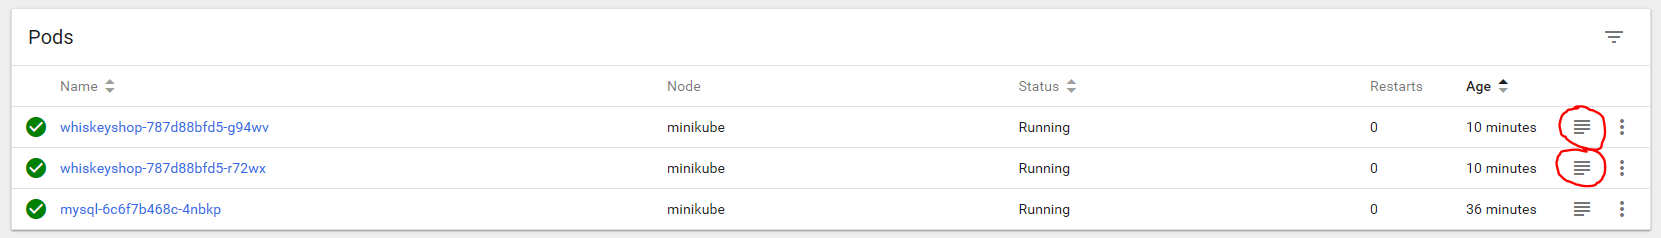 Pods
Name Node Status Restarts Age
whiskeyshop-787d88bfd5-g94wv minikube Running 0 10 minutes
whiskeyshop-787d88bfd5-r72wx minikube Running 0 10 minutes
mysql-6c6f7b468c-4nbkp minikube Running 0 36 minutes